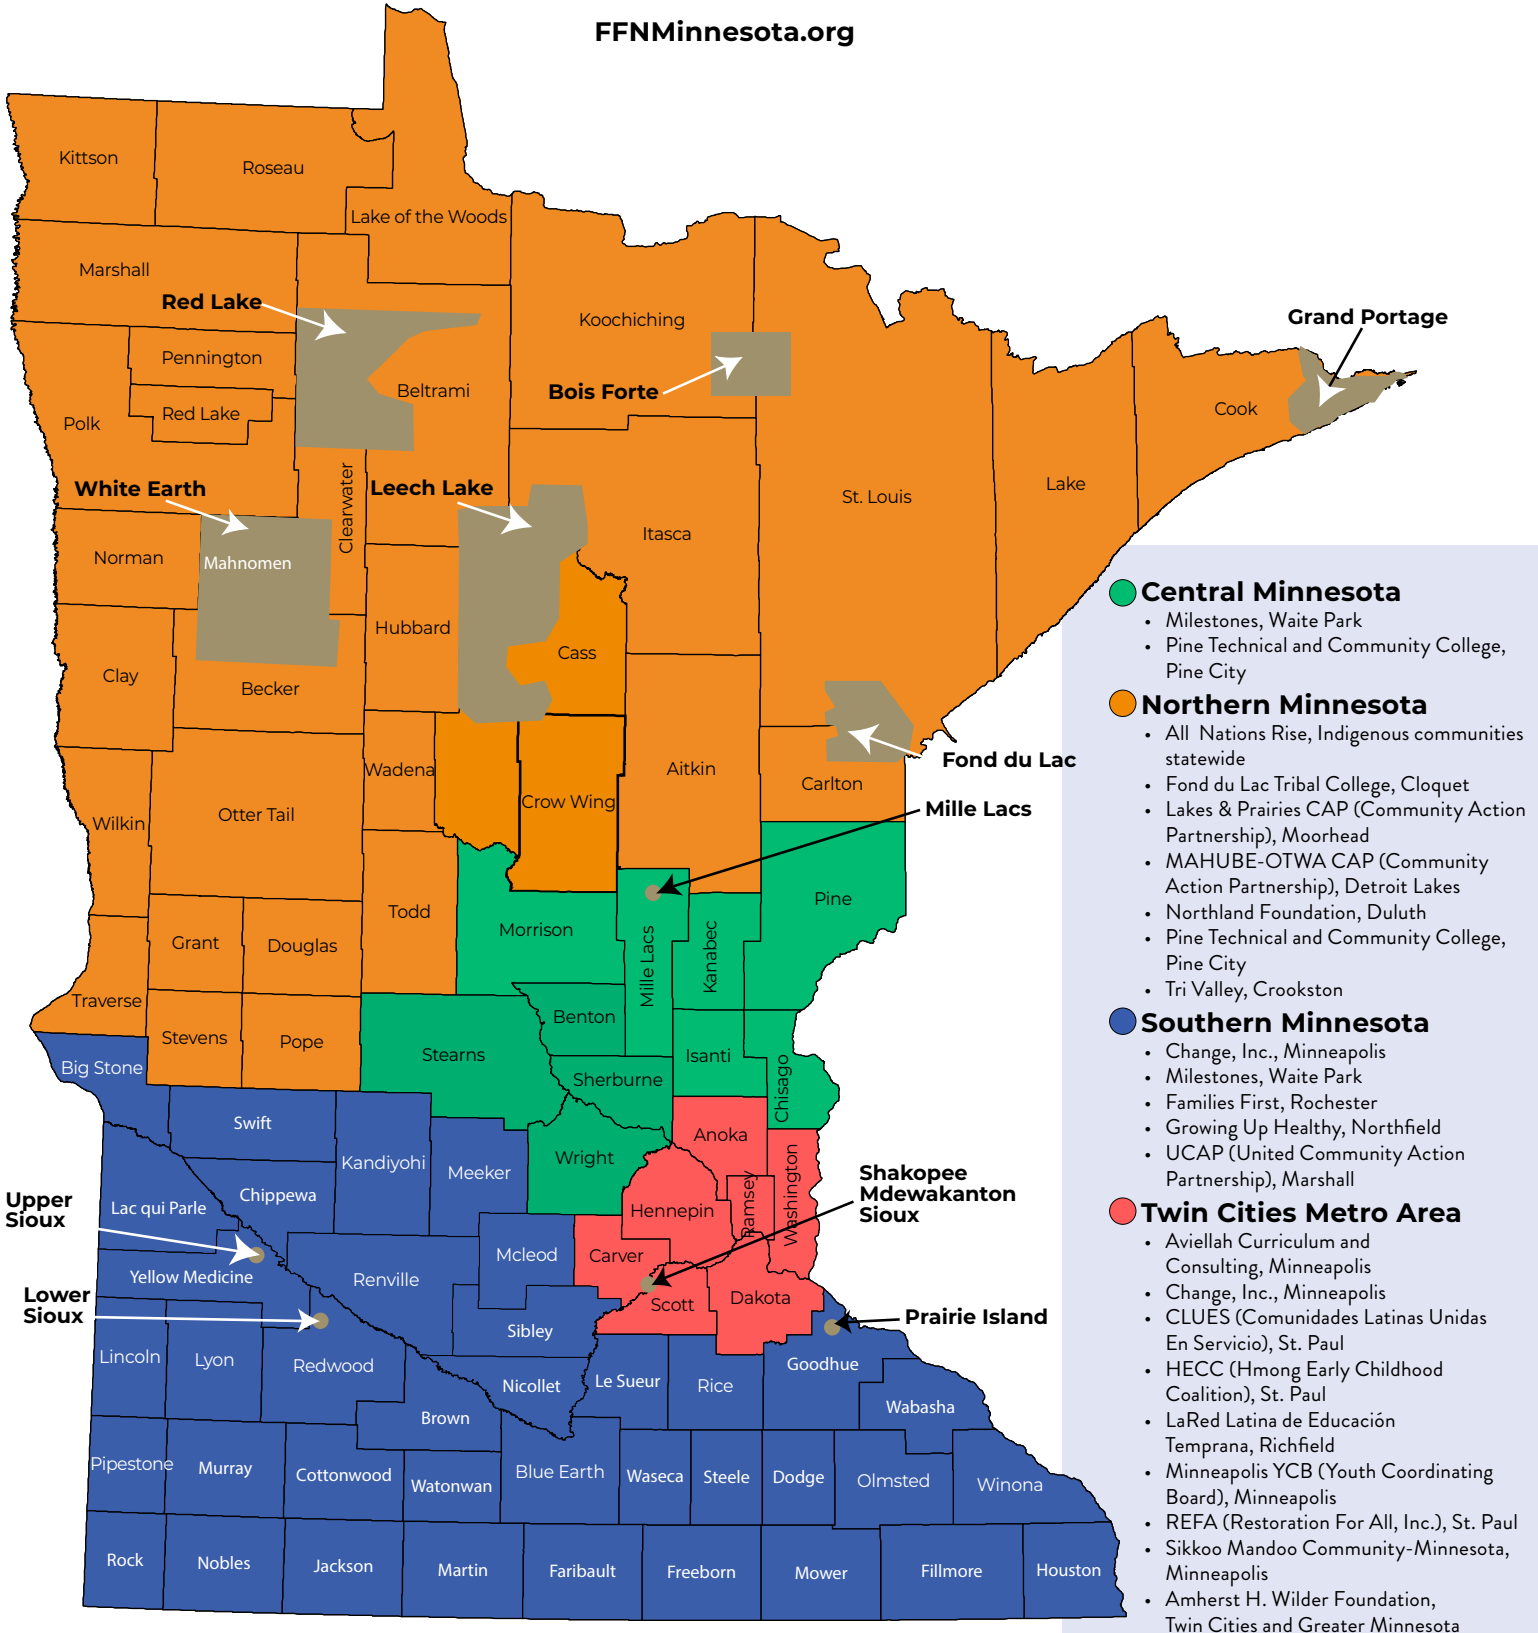 FFNMinnesota.org
Kittson
Roseau
Lake of the Woods
Marshall
Red Lake
Koochiching
Grand Portage
Pennington
Beltrami
Bois Forte
Red Lake
Cook
Polk
White Earth
Leech Lake
Clearwater
St. Louis
Lake
Itasca
Norman
Mahnomen
Hubbard
Cass
Clay
Becker
Fond du Lac
Wadena
Aitkin
Carlton
Crow Wing
Mille Lacs
Otter Tail
Wilkin
Pine
Todd
Morrison
Grant
Douglas
Mille Lacs
Kanabec
Traverse
Benton
Stevens
Pope
Stearns
Isanti
Big Stone
Sherburne
Chisago
Swift
Anoka
Kandiyohi
Meeker
Wright
Washington
Ramsey
Shakopee
Mdewakanton
Sioux
Upper
Sioux
Lac qui Parle
Chippewa
Hennepin
Mcleod
Carver
Yellow Medicine
Renville
Lower
Sioux
Scott
Dakota
Prairie Island
Sibley
Lincoln
Lyon
Redwood
Nicollet
Le Sueur
Rice
Goodhue
Brown
Wabasha
Pipestone
Murray
Cottonwood
Watonwan
Blue Earth
Waseca
Steele
Dodge
Olmsted
Winona
Rock
Nobles
Jackson
Martin
Faribault
Freeborn
Mower
Fillmore
Houston
Central Minnesota
• Milestones, Waite Park
• Pine Technical and Community College,
Pine City
Northern Minnesota
• All Nations Rise, Indigenous communities
statewide
• Fond du Lac Tribal College, Cloquet
• Lakes & Prairies CAP (Community Action
Partnership), Moorhead
• MAHUBE-OTWA CAP (Community
Action Partnership), Detroit Lakes
• Northland Foundation, Duluth
• Pine Technical and Community College,
Pine City
• Tri Valley, Crookston
Southern Minnesota
• Change, Inc., Minneapolis
• Milestones, Waite Park
• Families First, Rochester
• Growing Up Healthy, Northfield
• UCAP (United Community Action
Partnership), Marshall
Twin Cities Metro Area
• Aviellah Curriculum and
Consulting, Minneapolis
• Change, Inc., Minneapolis
• CLUES (Comunidades Latinas Unidas
En Servicio), St. Paul
• HECC (Hmong Early Childhood
Coalition), St. Paul
• LaRed Latina de Educación
Temprana, Richfield
• Minneapolis YCB (Youth Coordinating
Board), Minneapolis
• REFA (Restoration For All, Inc.), St. Paul
• Sikkoo Mandoo Community-Minnesota,
Minneapolis
• Amherst H. Wilder Foundation,
Twin Cities and Greater Minnesota